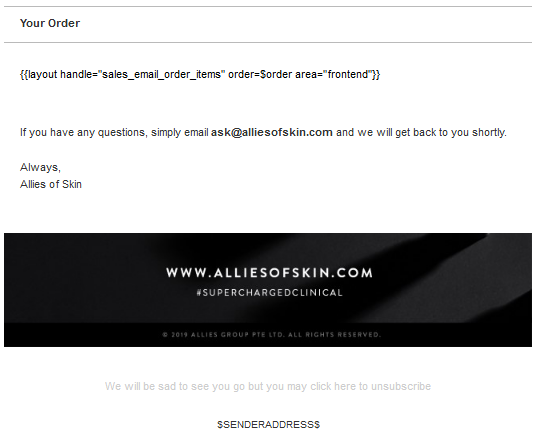 Your Order
{{layout handle="sales_email_order_items" order=$order area="frontend"}}
If you have any questions, simply email ask@alliesofskin.com and we will get back to you shortly.
Always,
Allies of Skin
WWW.ALLIESOFSKIN.COM
#SUPERCHARGEDCLINICAL
© 2019 ALLIES GROUP PTE LTD. ALL RIGHTS RESERVED.
We will be sad to see you go but you may click here to unsubscribe
$SENDERADDRESS$